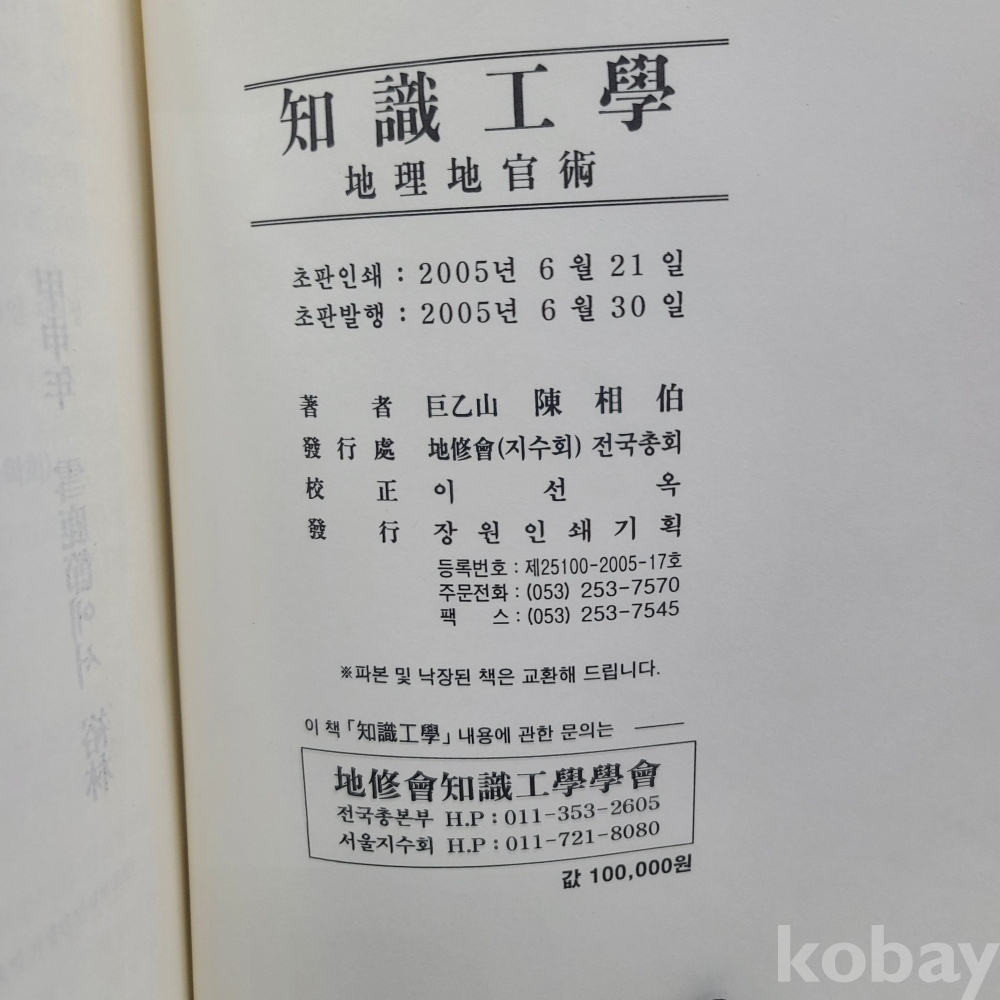 知識工學
地理地官術
초판인쇄 : 2005년 6 월 21 일
초판발행 : 2005년 6 월 30 일
著 者 巨乙山 陳 相 伯
發 行 處 地修會(지수회) 전국총회
校 正 이 선 옥
發 行 장 원 인 쇄 기 획
등록번호 : 제25100-2005-17호
주문전화 : (053) 253-7570
팩 스 : (053) 253-7545
※파본 및 낙장된 책은 교환해 드립니다.
이 책 「知識工學」 내용에 관한 문의는
地修會知識工學學會
전국총본부 H.P : 011-353-2605
서울지수회 H.P : 011-721-8080
값 100,000원
kobay